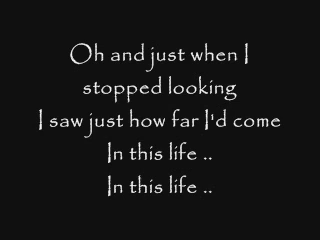 Oh and just when I
stopped looking
I saw just how far I'd come
In this life ..
In this life ..